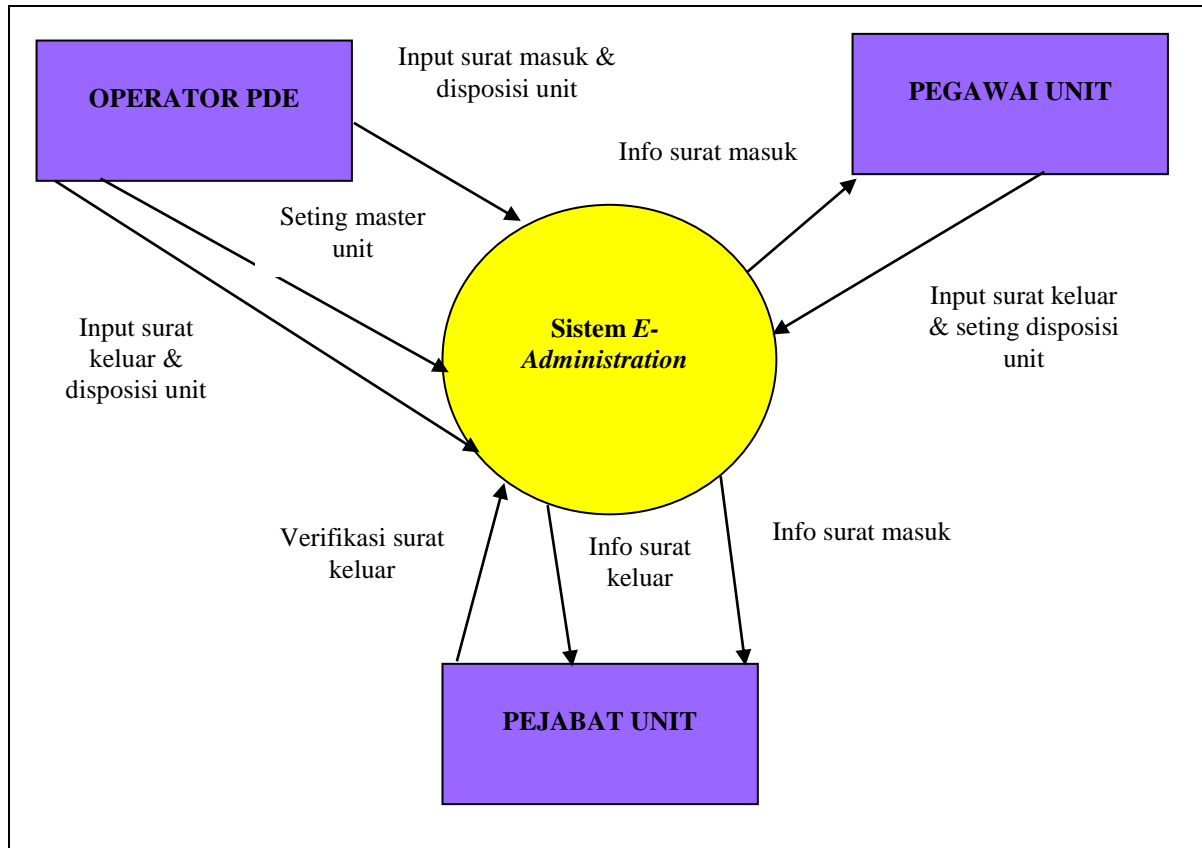 OPERATOR PDE
Input surat masuk &
disposisi unit
PEGAWAI UNIT
Info surat masuk
Seting master
unit
Input surat
keluar &
disposisi unit
Sistem E-
Administration
Input surat keluar
& seting disposisi
unit
Verifikasi surat
keluar
Info surat
keluar
Info surat masuk
PEJABAT UNIT